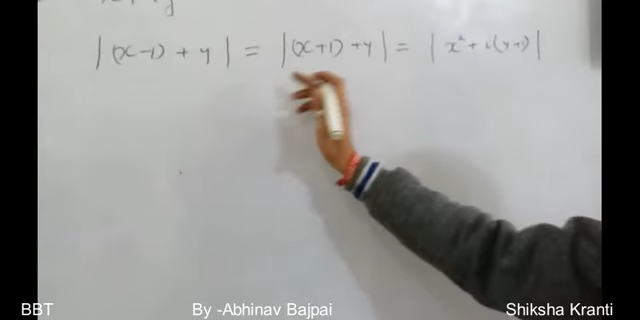 |(x-1) + y| = |(x+1) + y| = |x² + i(y+1)|
BBT By -Abhinav Bajpai Shiksha Kranti